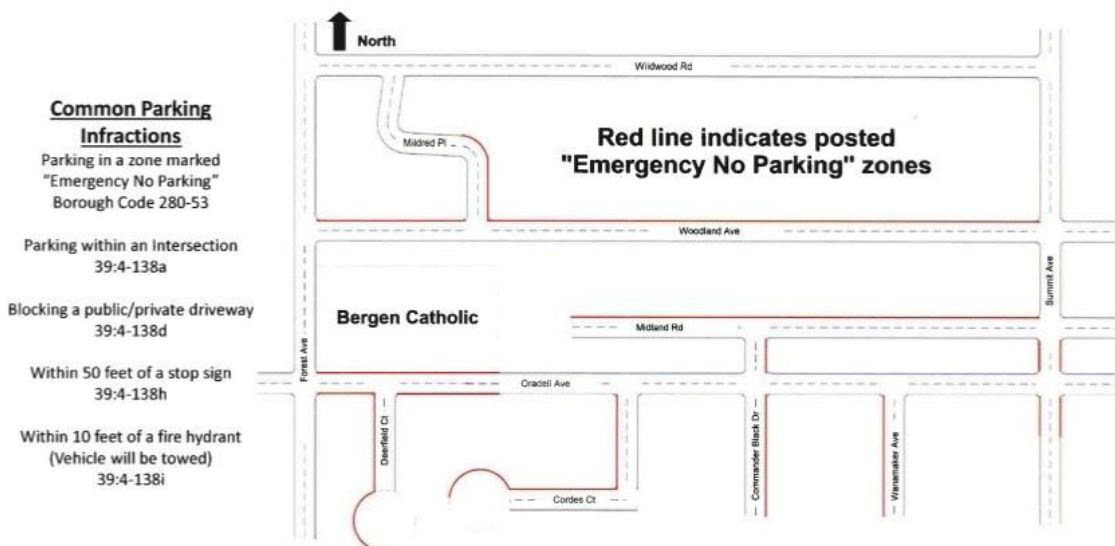 North
Wildwood Rd
Common Parking
Infractions
Parking in a zone marked
“Emergency No Parking”
Borough Code 280-53
Parking within an Intersection
39:4-138a
Blocking a public/private driveway
39:4-138d
Within 50 feet of a stop sign
39:4-138h
Within 10 feet of a fire hydrant
(Vehicle will be towed)
39:4-138i
Mildred Pl
Red line indicates posted
"Emergency No Parking" zones
Woodland Ave
Summit Ave
Bergen Catholic
Midland Rd
Forest Ave
Oradell Ave
Deerfield Ct
Commander Black Dr
Wanamaker Ave
Cordes Ct